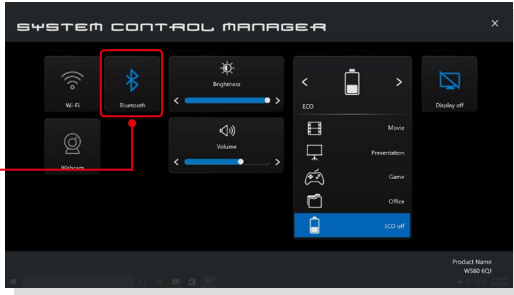 SYSTEM CONTROL MANAGER
Wi-Fi
Bluetooth
Brightness
ECO
Display off
Webcam
Volume
Movie
Presentation
Game
Office
ECO off
Product Name
WS60 6QJ